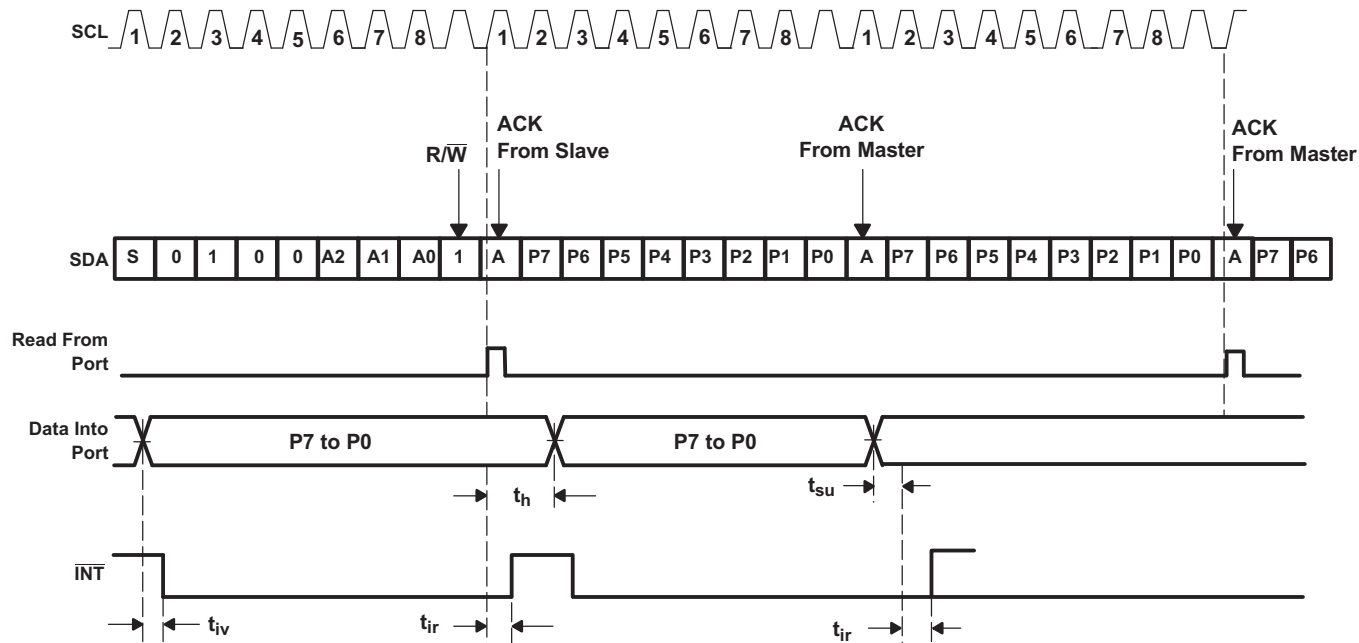 SCL 1 2 3 4 5 6 7 8 1 2 3 4 5 6 7 8 1 2 3 4 5 6 7 8
ACK
From Slave
ACK
From Master
ACK
From Master
R/W̅
SDA S 0 1 0 0 A2 A1 A0 1 A P7 P6 P5 P4 P3 P2 P1 P0 A P7 P6 P5 P4 P3 P2 P1 P0 A P7 P6
Read From
Port
Data Into
Port
P7 to P0 P7 to P0
th tsu
I̅N̅T̅
tiv tir tir